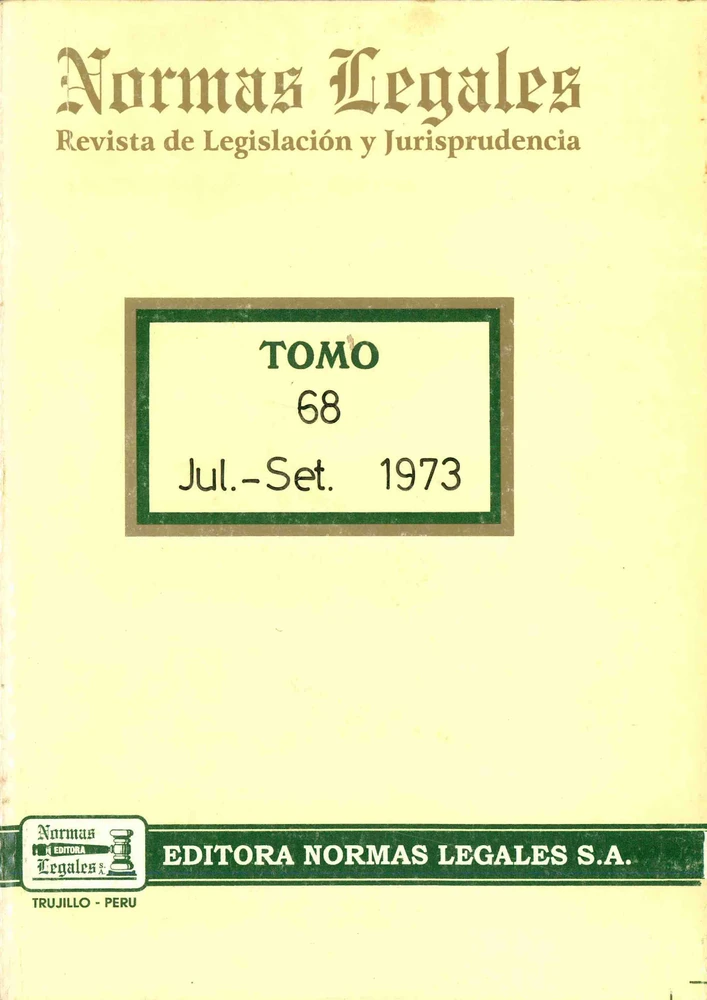 Normas Legales
Revista de Legislación y Jurisprudencia
TOMO
68
Jul.-Set. 1973
Normas
EDITORA
Legales S.A.
EDITORA NORMAS LEGALES S.A.
TRUJILLO - PERU